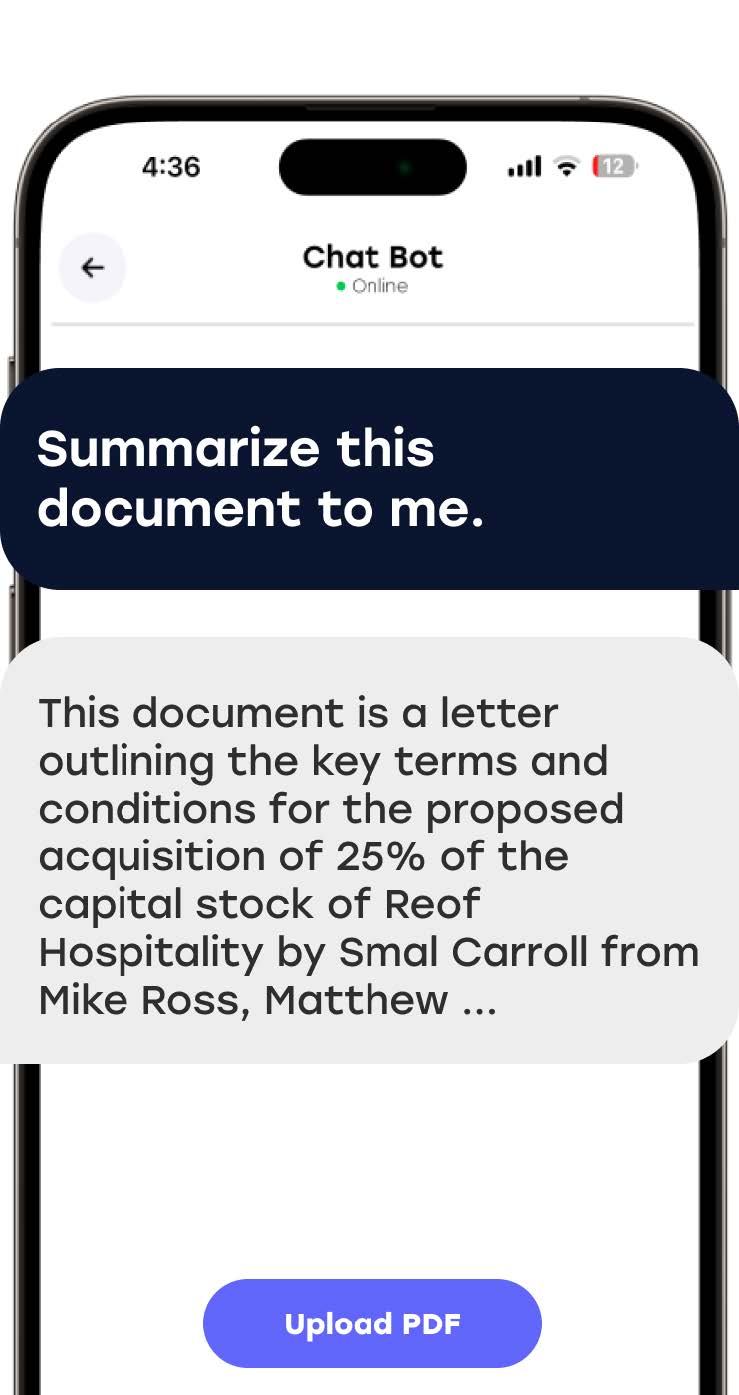 4:36
12
Chat Bot
Online
Summarize this
document to me.
This document is a letter
outlining the key terms and
conditions for the proposed
acquisition of 25% of the
capital stock of Reof
Hospitality by Smal Carroll from
Mike Ross, Matthew ...
Upload PDF